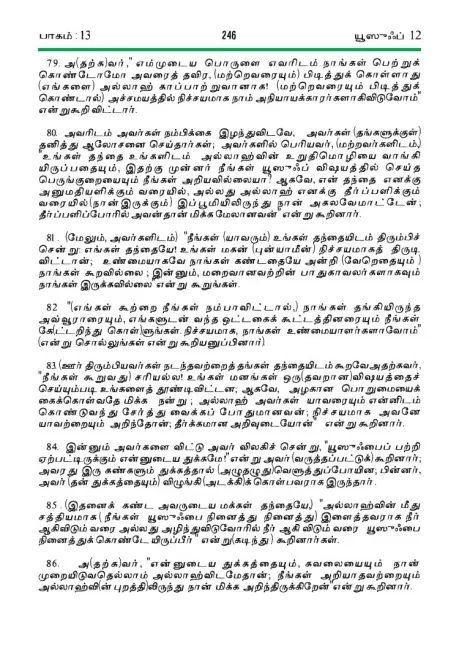 பாகம் : 13 246 யூஸுஃப் 12
79. அ(தற்க)வர், "எம்முடைய பொருளை எவரிடம் நாங்கள் பெற்றுக்
கொண்டோமோ அவரைத் தவிர, (மற்றெவரையும்) பிடித்துக் கொள்ளாது
(எங்களை) அல்லாஹ் காப்பாற்றுவானாக! (மற்றெவரையும் பிடித்துக்
கொண்டால்) அச்சமயத்தில் நிச்சயமாக நாம் அநியாயக்காரர்களாகிவிடுவோம்"
என்று கூறிவிட்டார்.
80. அவரிடம் அவர்கள் நம்பிக்கை இழந்துவிடவே, அவர்கள் (தங்களுக்குள்)
தனித்து ஆலோசனை செய்தார்கள்; அவர்களில் பெரியவர், (மற்றவர்களிடம்,)
"உங்கள் தந்தை உங்களிடம் அல்லாஹ்வின் உறுதிமொழியை வாங்கி
யிருப்பதையும், இதற்கு முன்னர் நீங்கள் யூஸுஃப் விஷயத்தில் செய்த
பெருங்குறையையும் நீங்கள் அறியவில்லையா? ஆகவே, என் தந்தை எனக்கு
அனுமதியளிக்கும் வரையில், அல்லது அல்லாஹ் எனக்கு தீர்ப்பளிக்கும்
வரையில் (நான் இருக்கும்) இப்பூமியிலிருந்து நான் அகலவேமாட்டேன்;
தீர்ப்பளிப்போரில் அவன்தான் மிக்க மேலானவன்" என்று கூறினார்.
81. (மேலும், அவர்களிடம்) "நீங்கள் (யாவரும்) உங்கள் தந்தையிடம் திரும்பிச்
சென்று: எங்கள் தந்தையே! உங்கள் மகன் (புன்யாமீன்) நிச்சயமாகத் திருடி
விட்டான்; உண்மையாகவே நாங்கள் கண்டதையே அன்றி (வேறெதையும்)
நாங்கள் கூறவில்லை; இன்னும், மறைவானவற்றின் பாதுகாவலர்களாகவும்
நாங்கள் இருக்கவில்லை என்று கூறுங்கள்.
82 "(எங்கள் கூற்றை நீங்கள் நம்பாவிட்டால்,) நாங்கள் தங்கியிருந்த
அவ்வூராரையும், எங்களுடன் வந்த ஒட்டகைக் கூட்டத்தினரையும் நீங்கள்
கே(ட்டறிந்து கொள்)ளுங்கள். நிச்சயமாக, நாங்கள் உண்மையாளர்களாவோம்"
(என்று சொல்லுங்கள் என்று கூறியனுப்பினார்)
83.(ஊர் திரும்பியவர்கள் நடந்தவற்றைத் தங்கள் தந்தையிடம் கூறவே அதற்கவர்,
"நீங்கள் கூறுவது) சரியல்ல! உங்கள் மனங்கள் ஒரு (தவறான)விஷயத்தைச்
செய்யும்படி உங்களைத் தூண்டிவிட்டன; ஆகவே, அழகான பொறுமையைக்
கைக்கொள்வதே மிக்க நன்று ; அல்லாஹ் அவர்கள் யாவரையும் என்னிடம்
கொண்டுவந்து சேர்த்து வைக்கப் போதுமானவன்; நிச்சயமாக அவனே
யாவற்றையும் அறிந்தோன்; தீர்க்கமான அறிவுடையோன்" என்று கூறினார்.
84. இன்னும் அவர்களை விட்டு அவர் விலகிச் சென்று, "யூஸுஃபைப் பற்றி
ஏற்பட்டிருக்கும் என்னுடைய துக்கமே!" என்று அவர் (வருத்தப்பட்டுக்) கூறினார்;
அவரது இரு கண்களும் துக்கத்தால் (அழுதழுது)வெளுத்துப்போயின; பின்னர்,
அவர் (தன் துக்கத்தையும்) விழுங்கி (அடக்கி)க் கொள்பவராக இருந்தார்.
85. (இதனைக் கண்ட அவருடைய மக்கள் தந்தையே,) "அல்லாஹ்வின் மீது
சத்தியமாக (நீங்கள் யூஸுஃபை நினைத்து நினைத்து) இளைத்தவராக நீர்
ஆகிவிடும் வரை அல்லது அழிந்துவிடுவோரில் நீர் ஆகி விடும் வரை யூஸுஃபை
நினைத்துக் கொண்டே யிருப்பீர்" என்று (கடிந்து) கூறினார்கள்.
86. அ(தற்க)வர், "என்னுடைய துக்கத்தையும், கவலையையும் நான்
முறையிடுவதெல்லாம் அல்லாஹ்விடமேதான்; நீங்கள் அறியாதவற்றையும்
அல்லாஹ்வி(ன் புறத்தி)லிருந்து நான் மிக்க அறிந்திருக்கிறேன் என்று கூறினார்.